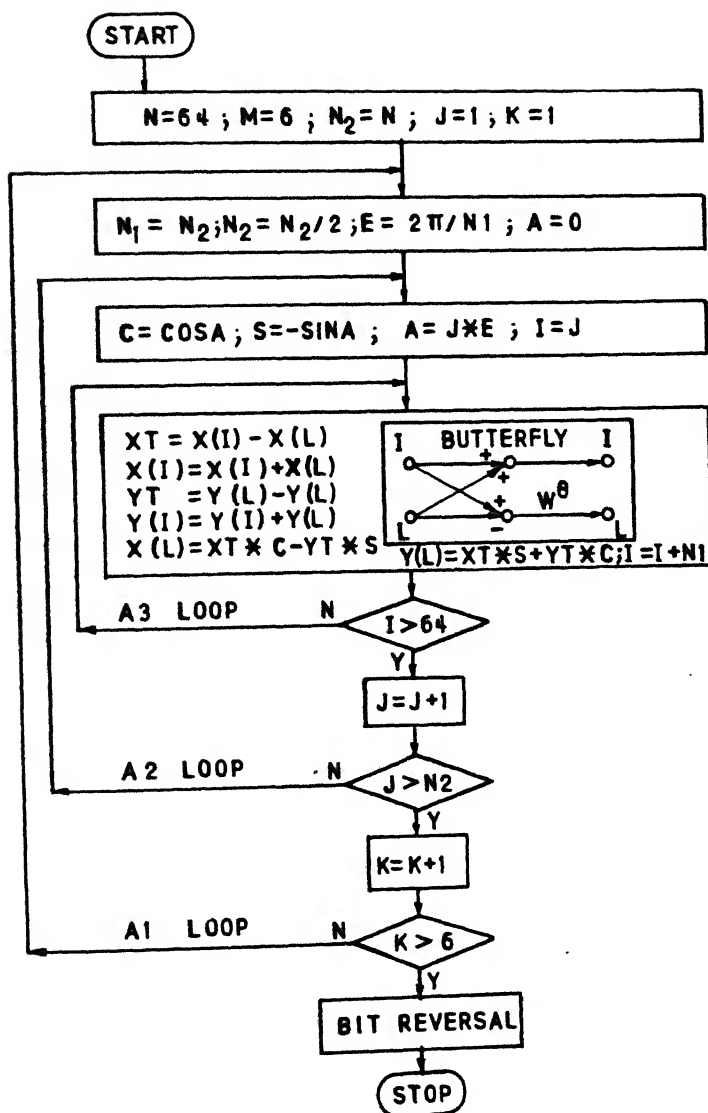 START
N=64 ; M=6 ; N₂=N ; J=1 ; K=1
N₁ = N₂;N₂= N₂/2 ;E = 2π/N1 ; A=0
C= COSA ; S=-SINA ; A= J*E ; I=J
XT = X(I)-X(L)
X(I)=X(I)+X(L)
YT = Y(L)-Y(L)
Y(I)=Y(I)+Y(L)
X(L)=XT* C-YT* S
I BUTTERFLY I
+
+
+
L - W^θ L
Y(L)=XT*S+YT*C;I=I+N1
A3 LOOP N
I>64
Y
J=J+1
A2 LOOP N
J>N2
Y
K=K+1
A1 LOOP N
K>6
Y
BIT REVERSAL
STOP